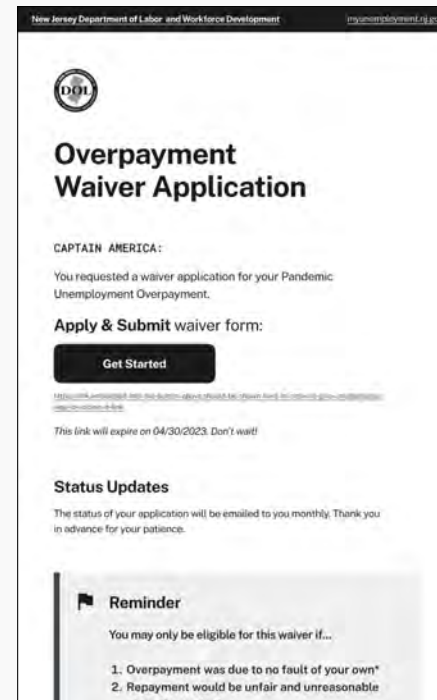 New Jersey Department of Labor and Workforce Development
DOL
Overpayment
Waiver Application
CAPTAIN AMERICA:
You requested a waiver application for your Pandemic
Unemployment Overpayment.
Apply & Submit waiver form:
Get Started
This link will expire on 04/30/2023. Don't wait!
Status Updates
The status of your application will be emailed to you monthly. Thank you
in advance for your patience.
Reminder
You may only be eligible for this waiver if...
1. Overpayment was due to no fault of your own*
2. Repayment would be unfair and unreasonable